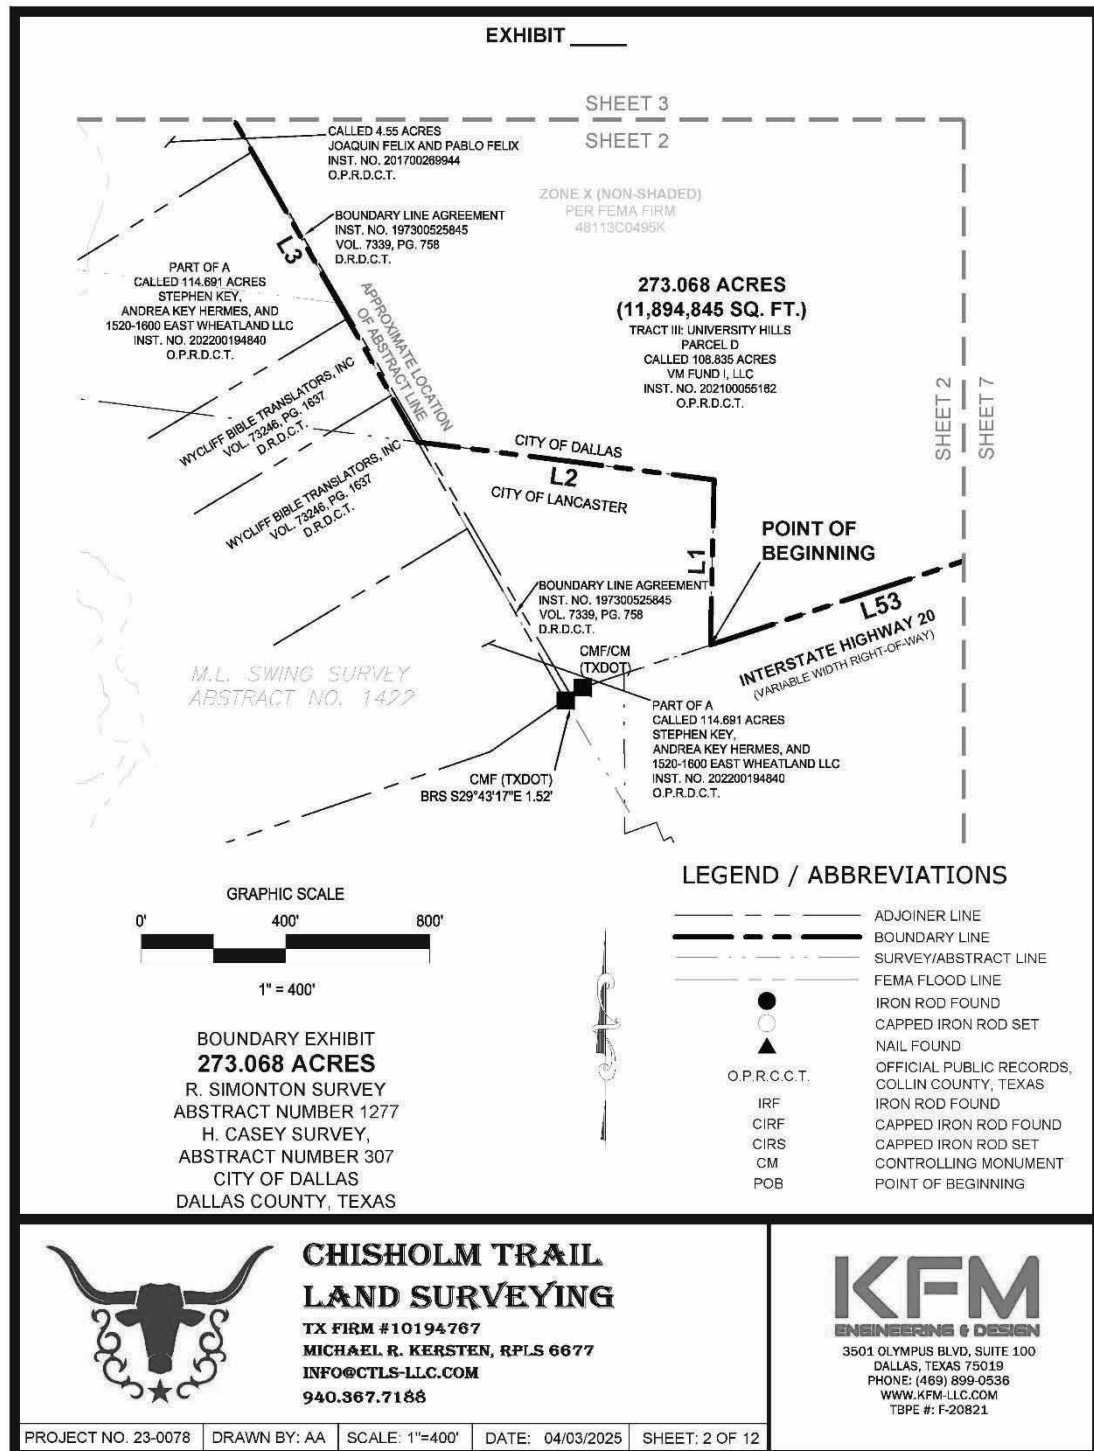 EXHIBIT _____
SHEET 3
SHEET 2
CALLED 4.55 ACRES
JOAQUIN FELIX AND PABLO FELIX
INST. NO. 201700269944
O.P.R.D.C.T.
ZONE X (NON-SHADED)
PER FEMA FIRM
48113C0495K
BOUNDARY LINE AGREEMENT
INST. NO. 197300525845
VOL. 7339, PG. 758
D.R.D.C.T.
L3
PART OF A
CALLED 114.691 ACRES
STEPHEN KEY,
ANDREA KEY HERMES, AND
1520-1600 EAST WHEATLAND LLC
INST. NO. 202200194840
O.P.R.D.C.T.
APPROXIMATE LOCATION
OF ABSTRACT LINE
273.068 ACRES
(11,894,845 SQ. FT.)
TRACT III: UNIVERSITY HILLS
PARCEL D
CALLED 108.835 ACRES
VM FUND I, LLC
INST. NO. 202100055162
O.P.R.D.C.T.
SHEET 2
SHEET 7
WYCLIFF BIBLE TRANSLATORS, INC
VOL. 73246, PG. 1637
D.R.D.C.T.
WYCLIFF BIBLE TRANSLATORS, INC
VOL. 73246, PG. 1637
D.R.D.C.T.
CITY OF DALLAS
L2
CITY OF LANCASTER
POINT OF
BEGINNING
L1
L53
INTERSTATE HIGHWAY 20
(VARIABLE WIDTH RIGHT-OF-WAY)
BOUNDARY LINE AGREEMENT
INST. NO. 197300525845
VOL. 7339, PG. 758
D.R.D.C.T.
CMF/CM
(TXDOT)
M.L. SWING SURVEY
ABSTRACT NO. 1422
PART OF A
CALLED 114.691 ACRES
STEPHEN KEY,
ANDREA KEY HERMES, AND
1520-1600 EAST WHEATLAND LLC
INST. NO. 202200194840
O.P.R.D.C.T.
CMF (TXDOT)
BRS S29°43'17"E 1.52'
GRAPHIC SCALE
0' 400' 800'
1" = 400'
BOUNDARY EXHIBIT
273.068 ACRES
R. SIMONTON SURVEY
ABSTRACT NUMBER 1277
H. CASEY SURVEY,
ABSTRACT NUMBER 307
CITY OF DALLAS
DALLAS COUNTY, TEXAS
LEGEND / ABBREVIATIONS
ADJOINER LINE
BOUNDARY LINE
SURVEY/ABSTRACT LINE
FEMA FLOOD LINE
IRON ROD FOUND
CAPPED IRON ROD SET
NAIL FOUND
O.P.R.C.C.T. OFFICIAL PUBLIC RECORDS,
COLLIN COUNTY, TEXAS
IRF IRON ROD FOUND
CIRF CAPPED IRON ROD FOUND
CIRS CAPPED IRON ROD SET
CM CONTROLLING MONUMENT
POB POINT OF BEGINNING
CHISHOLM TRAIL
LAND SURVEYING
TX FIRM #10194767
MICHAEL R. KERSTEN, RPLS 6677
INFO@CTLS-LLC.COM
940.367.7188
KFM
ENGINEERING & DESIGN
3501 OLYMPUS BLVD, SUITE 100
DALLAS, TEXAS 75019
PHONE: (469) 899-0536
WWW.KFM-LLC.COM
TBPE #: F-20821
PROJECT NO. 23-0078 DRAWN BY: AA SCALE: 1"=400' DATE: 04/03/2025 SHEET: 2 OF 12